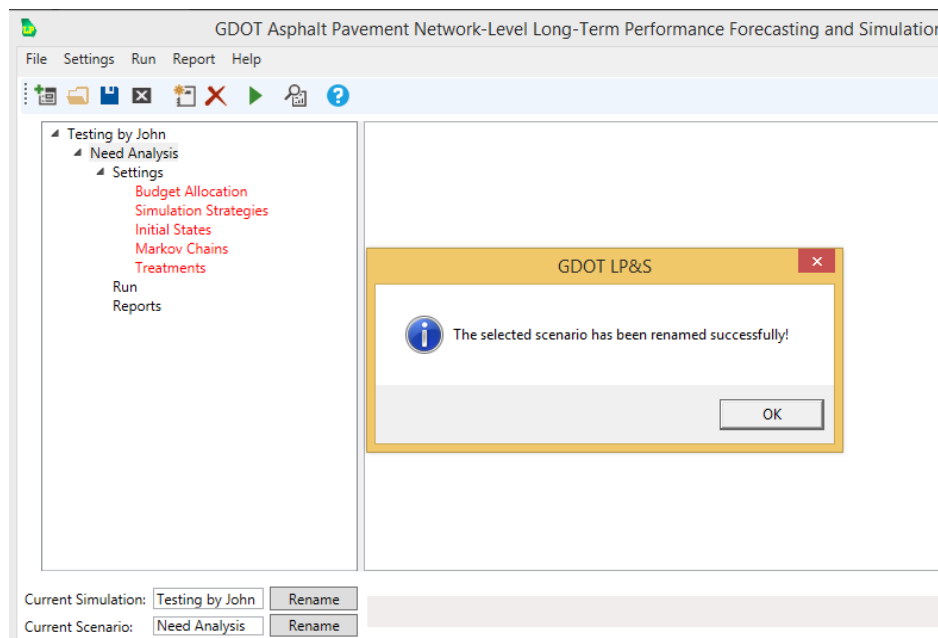 GDOT Asphalt Pavement Network-Level Long-Term Performance Forecasting and Simulation
File Settings Run Report Help
Testing by John
Need Analysis
Settings
Budget Allocation
Simulation Strategies
Initial States
Markov Chains
Treatments
Run
Reports
GDOT LP&S
The selected scenario has been renamed successfully!
OK
Current Simulation: Testing by John Rename
Current Scenario: Need Analysis Rename